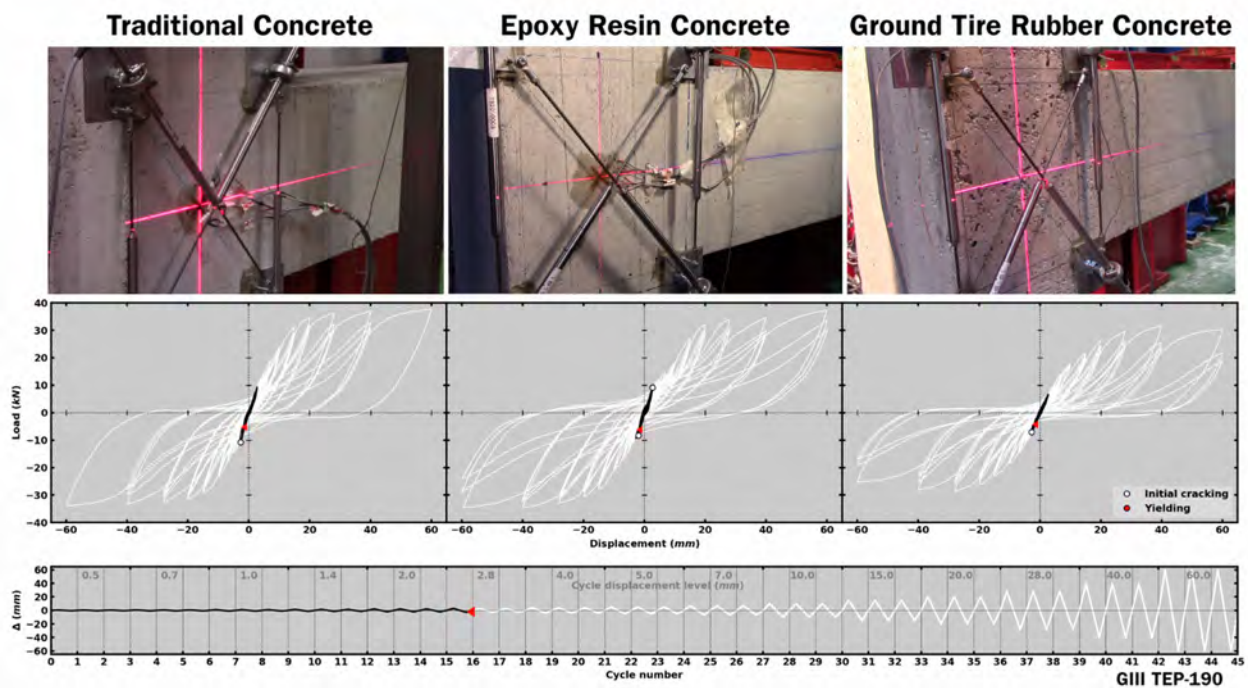 Traditional Concrete
Epoxy Resin Concrete
Ground Tire Rubber Concrete
40
30
20
10
0
−10
−20
−30
−40
Load (kN)
−60 −40 −20 0 20 40 60
−60 −40 −20 0 20 40 60
−60 −40 −20 0 20 40 60
Displacement (mm)
Initial cracking
Yielding
60
40
20
0
−20
−40
−60
Δ (mm)
0.5 0.7 1.0 1.4 2.0 2.8 4.0 5.0 7.0 10.0 15.0 20.0 28.0 40.0 60.0
Cycle displacement level (mm)
0 1 2 3 4 5 6 7 8 9 10 11 12 13 14 15 16 17 18 19 20 21 22 23 24 25 26 27 28 29 30 31 32 33 34 35 36 37 38 39 40 41 42 43 44 45
Cycle number
GIII TEP-190